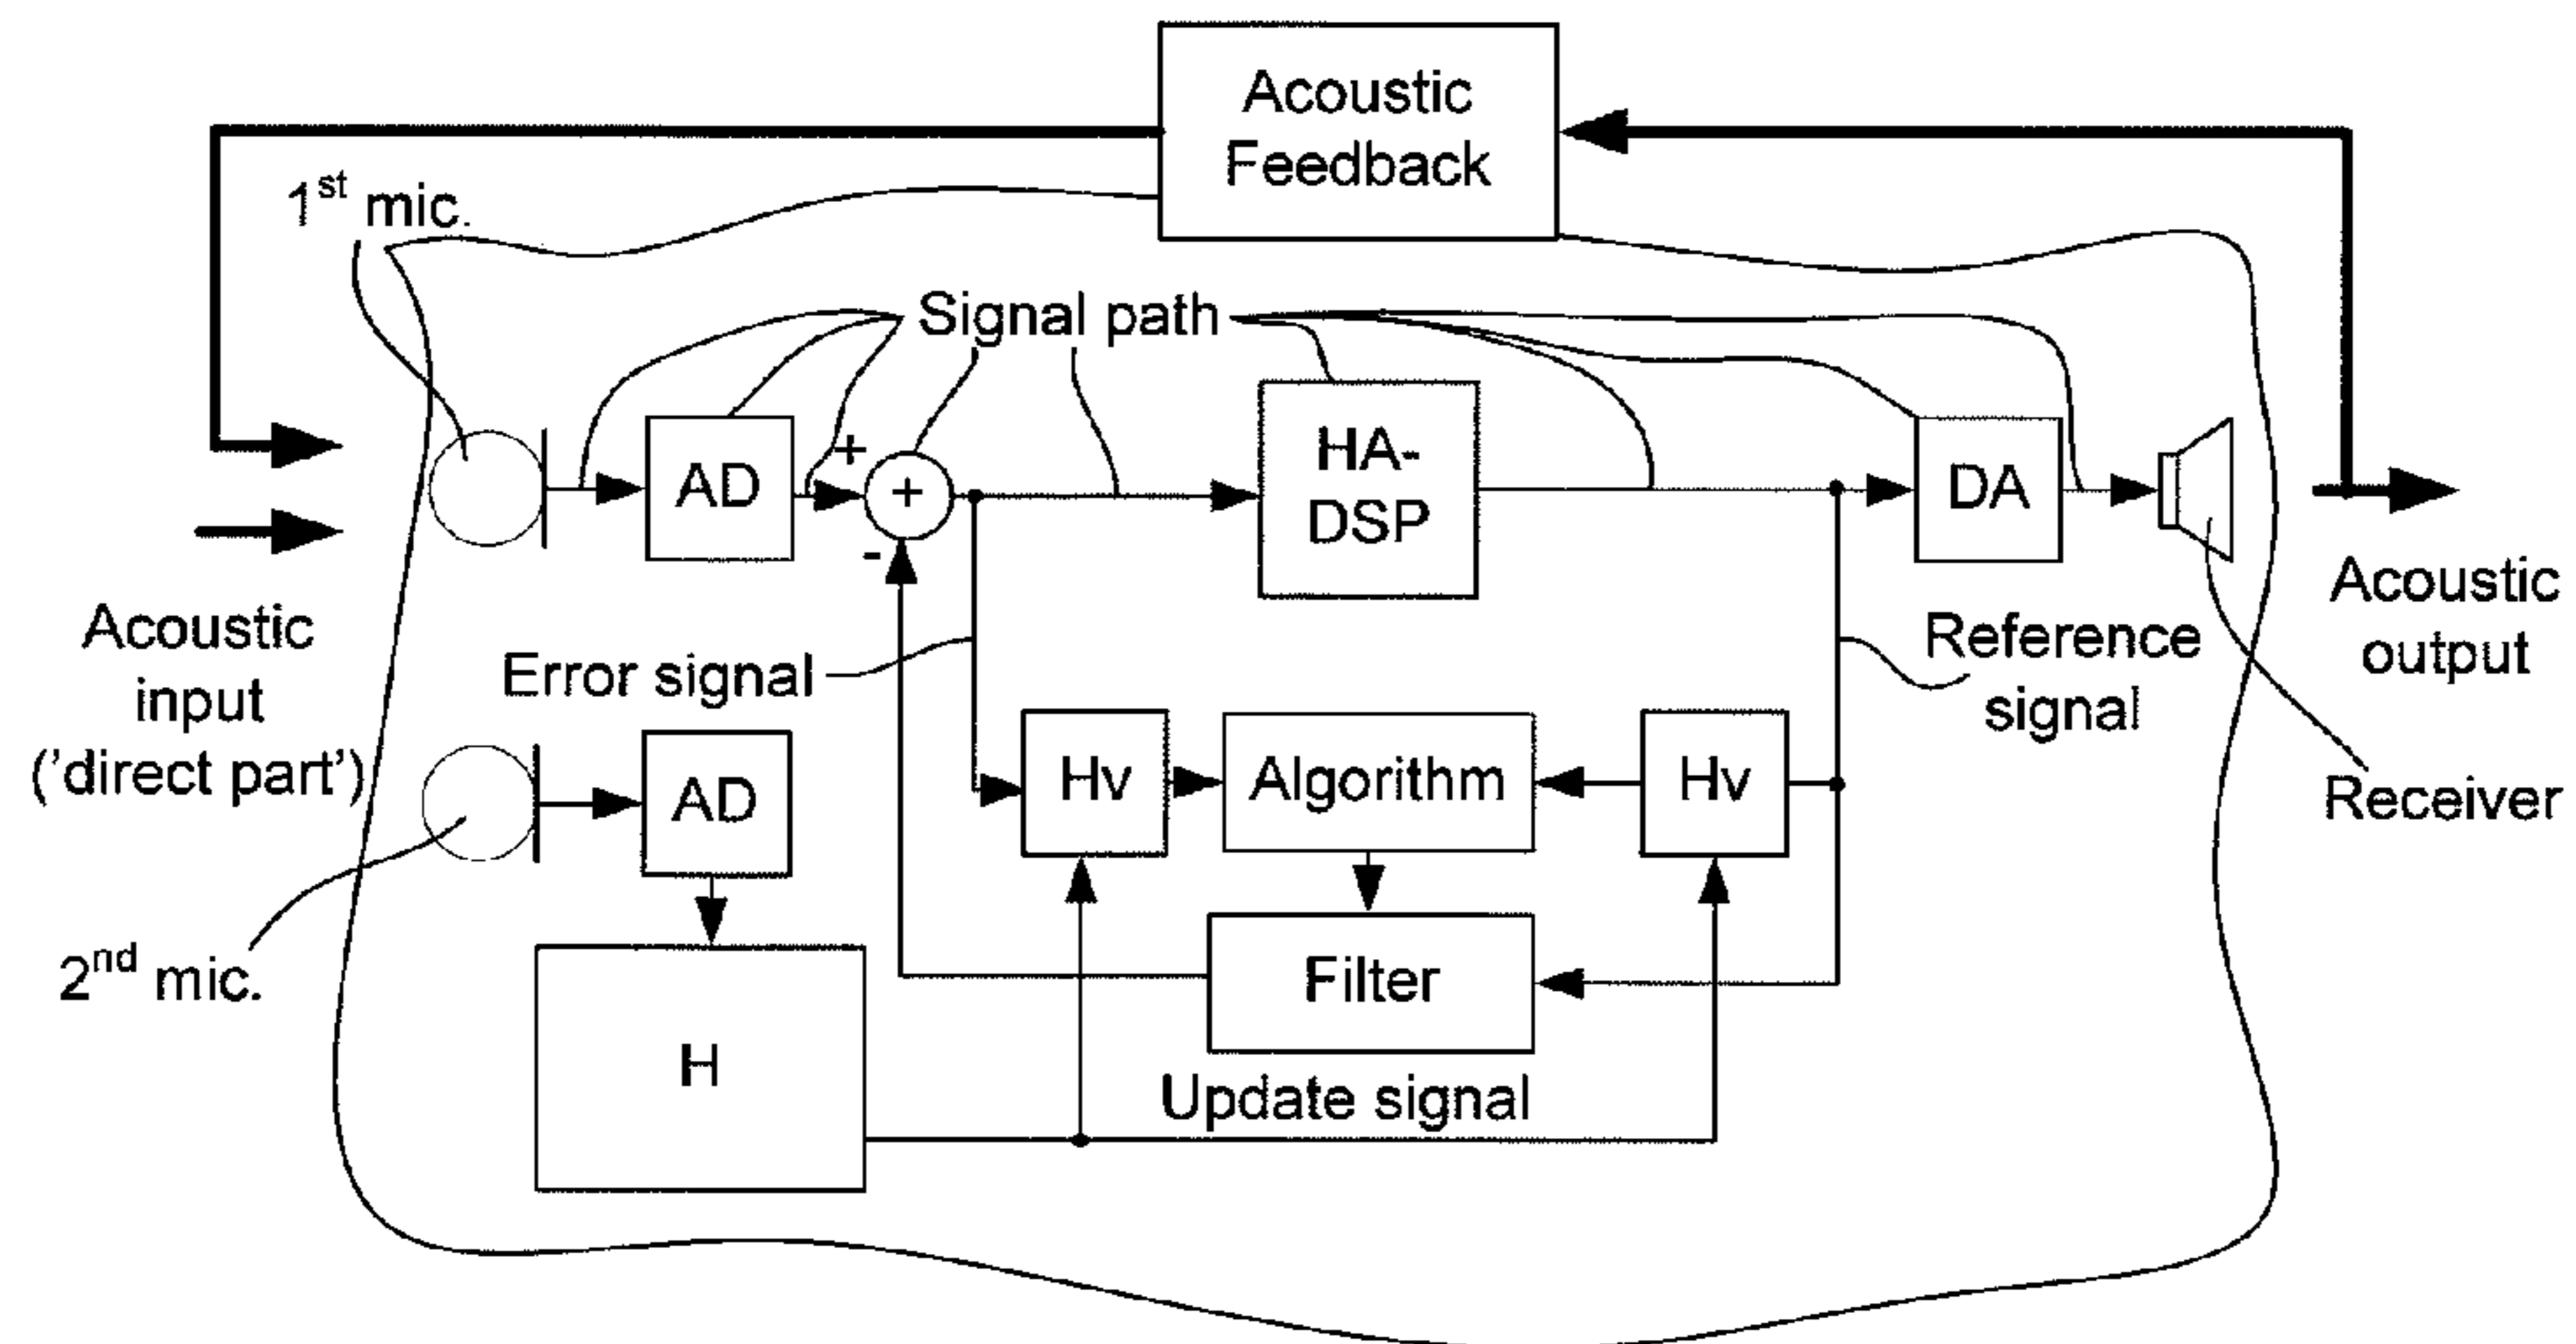 Acoustic
Feedback
1st mic.
Signal path
AD
+
+
-
HA-
DSP
DA
Acoustic
input
('direct part')
Error signal
Reference
signal
Acoustic
output
Receiver
AD
Hv
Algorithm
Hv
2nd mic.
H
Filter
Update signal